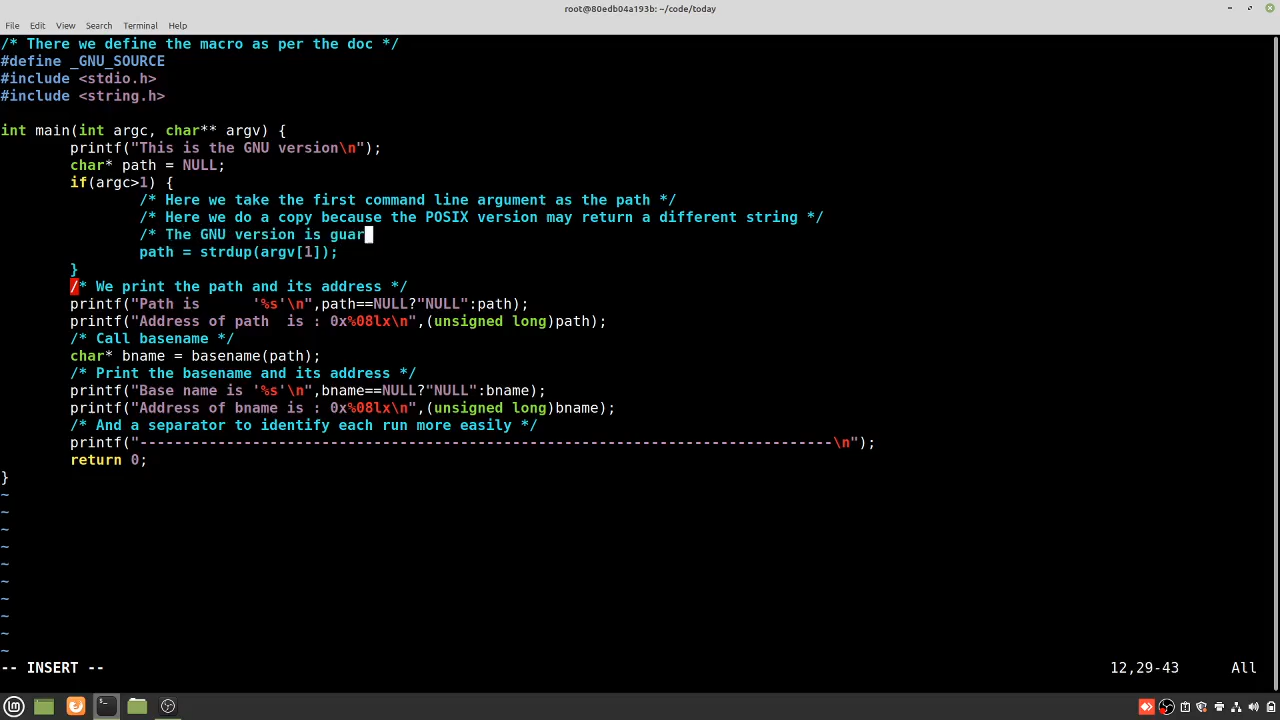 root@80edb04a193b: ~/code/today
File Edit View Search Terminal Help
/* There we define the macro as per the doc */
#define _GNU_SOURCE
#include <stdio.h>
#include <string.h>

int main(int argc, char** argv) {
        printf("This is the GNU version\n");
        char* path = NULL;
        if(argc>1) {
                /* Here we take the first command line argument as the path */
                /* Here we do a copy because the POSIX version may return a different string */
                /* The GNU version is guar
                path = strdup(argv[1]);
        }
        /* We print the path and its address */
        printf("Path is      '%s'\n",path==NULL?"NULL":path);
        printf("Address of path  is : 0x%08lx\n",(unsigned long)path);
        /* Call basename */
        char* bname = basename(path);
        /* Print the basename and its address */
        printf("Base name is '%s'\n",bname==NULL?"NULL":bname);
        printf("Address of bname is : 0x%08lx\n",(unsigned long)bname);
        /* And a separator to identify each run more easily */
        printf("--------------------------------------------------------------------------------\n");
        return 0;
}
~
~
~
~
~
~
~
~
~
~
-- INSERT -- 12,29-43 All